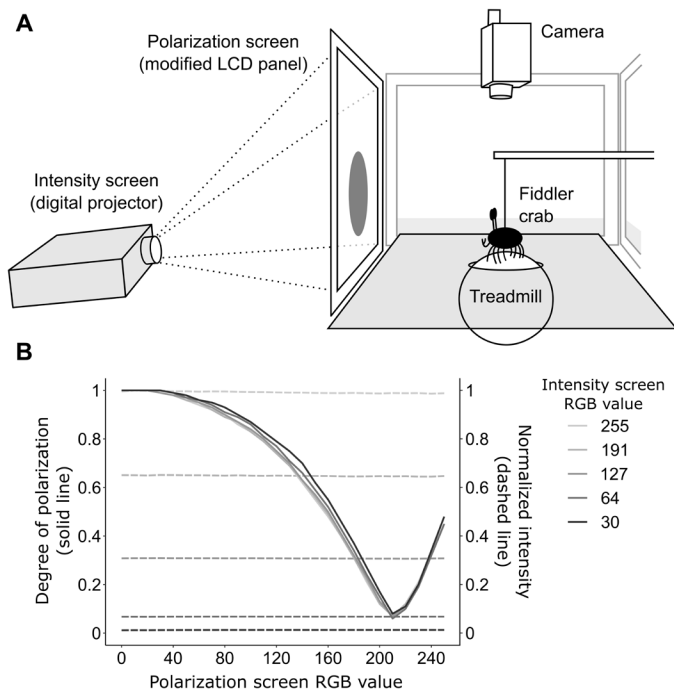 A
Polarization screen
(modified LCD panel)
Camera
Intensity screen
(digital projector)
Fiddler
crab
Treadmill
B
Degree of polarization
(solid line)
1
0.8
0.6
0.4
0.2
0
0
40
80
120
160
200
240
Polarization screen RGB value
1
0.8
0.6
0.4
0.2
0
Normalized intensity
(dashed line)
Intensity screen
RGB value
255
191
127
64
30